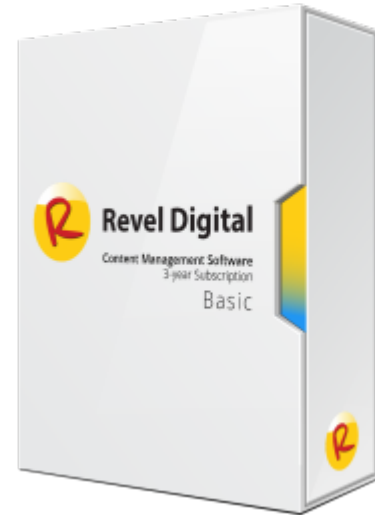 R
Revel Digital
Content Management Software
3-year Subscription
Basic
R